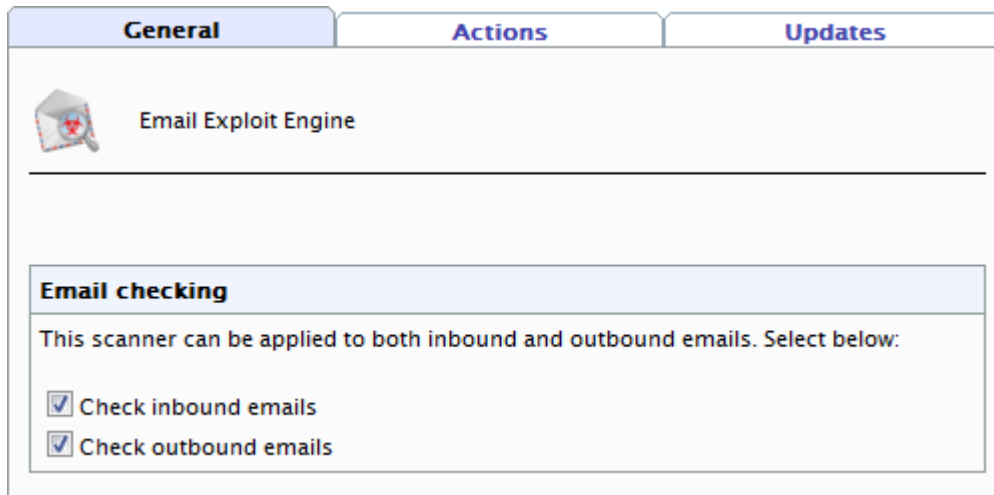 General Actions Updates
Email Exploit Engine
Email checking
This scanner can be applied to both inbound and outbound emails. Select below:
Check inbound emails
Check outbound emails